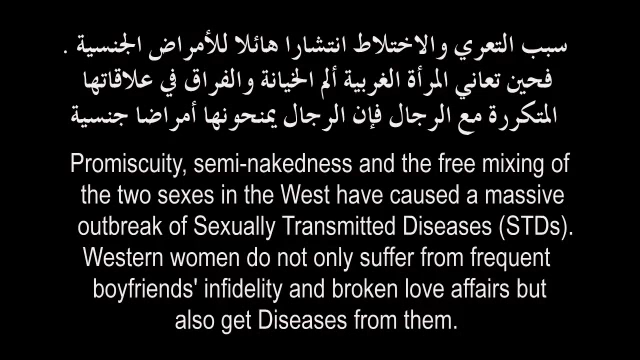 سبب التعري والاختلاط انتشارا هائلا للأمراض الجنسية .
فحين تعاني المرأة الغربية ألم الخيانة والفراق في علاقاتها
المتكررة مع الرجال فإن الرجال يمنحونها أمراضا جنسية
Promiscuity, semi-nakedness and the free mixing of
the two sexes in the West have caused a massive
outbreak of Sexually Transmitted Diseases (STDs).
Western women do not only suffer from frequent
boyfriends' infidelity and broken love affairs but
also get Diseases from them.